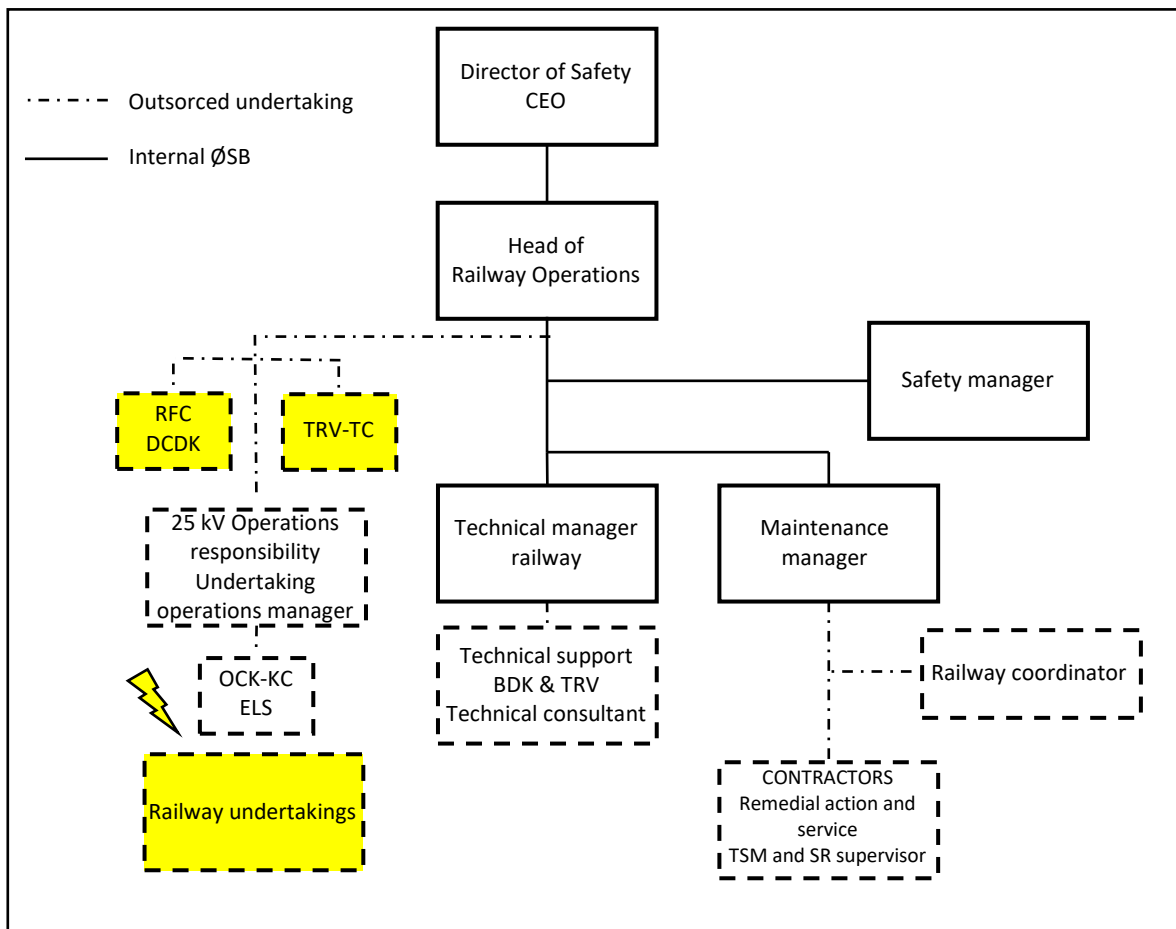 Director of Safety
CEO
Outsorced undertaking
Internal ØSB
Head of
Railway Operations
Safety manager
RFC
DCDK
TRV-TC
25 kV Operations
responsibility
Undertaking
operations manager
Technical manager
railway
Maintenance
manager
OCK-KC
ELS
Technical support
BDK & TRV
Technical consultant
Railway coordinator
Railway undertakings
CONTRACTORS
Remedial action and
service
TSM and SR supervisor